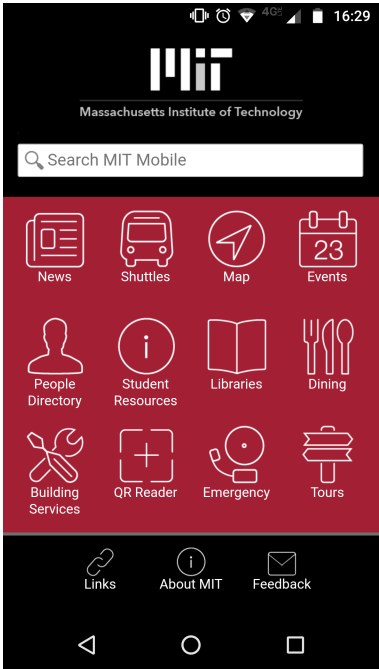 4G
16:29
MIT
Massachusetts Institute of Technology
Search MIT Mobile
News
Shuttles
Map
23
Events
People
Directory
Student
Resources
Libraries
Dining
Building
Services
QR Reader
Emergency
Tours
Links
About MIT
Feedback